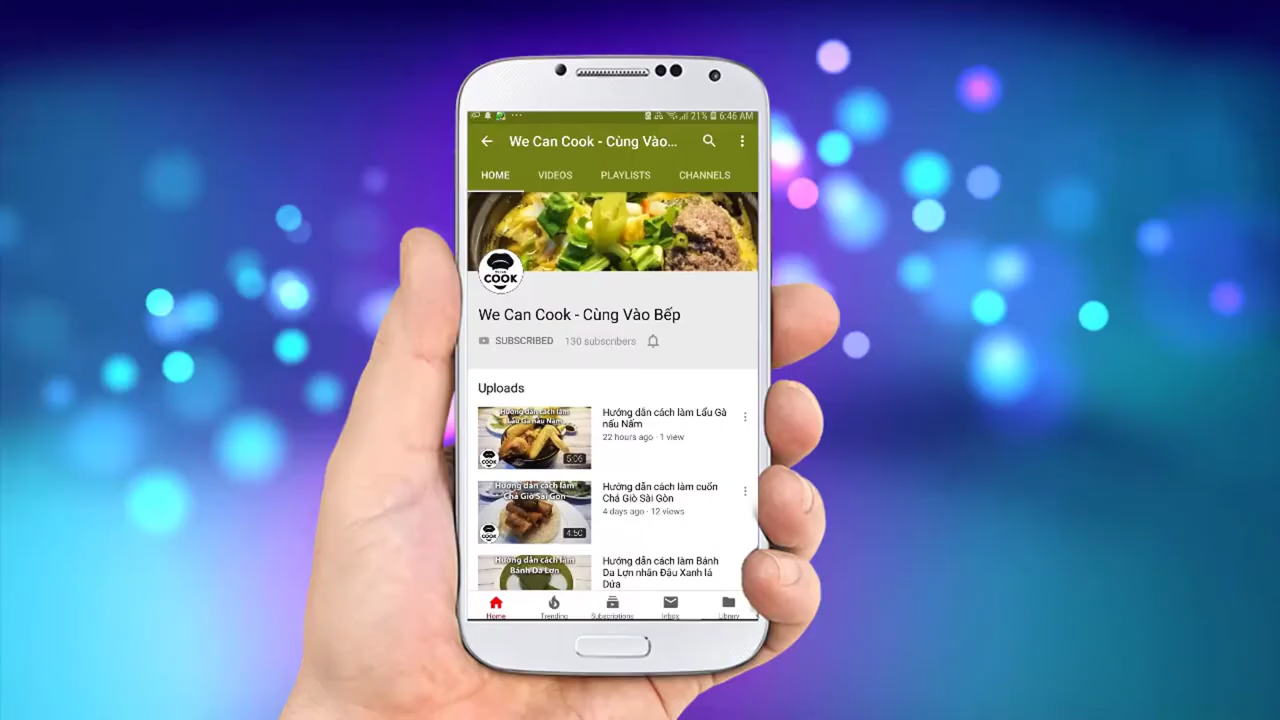 21% 6:46 AM
We Can Cook - Cùng Vào...
HOME VIDEOS PLAYLISTS CHANNELS
COOK
We Can Cook - Cùng Vào Bếp
SUBSCRIBED 130 subscribers
Uploads
Hướng dẫn cách làm
Lẩu Gà nấu Nấm
COOK
5:06
Hướng dẫn cách làm Lẩu Gà
nấu Nấm
22 hours ago · 1 view
Hướng dẫn cách làm
Chả Giò Sài Gòn
COOK
4:50
Hướng dẫn cách làm cuốn
Chả Giò Sài Gòn
4 days ago · 12 views
Hướng dẫn cách làm
Bánh Da Lợn
Hướng dẫn cách làm Bánh
Da Lợn nhân Đậu Xanh lá
Dứa
Home Trending Subscriptions Inbox Library